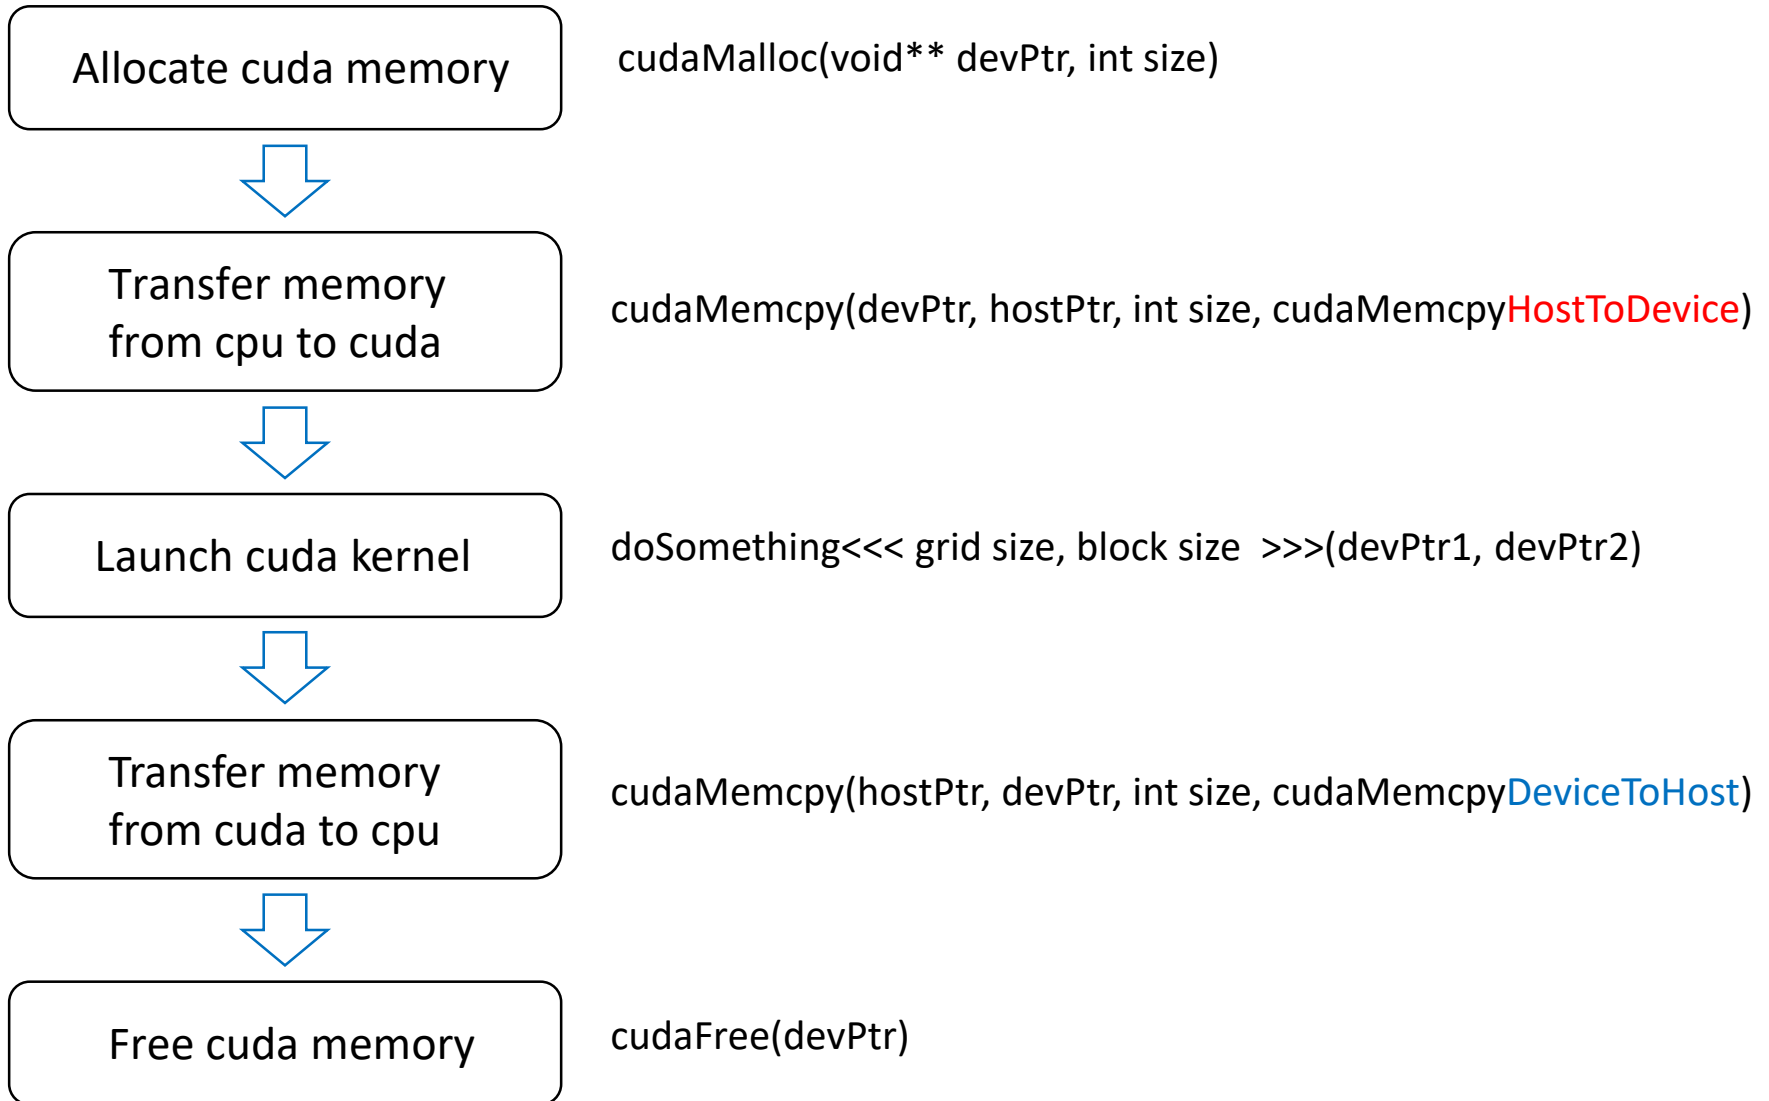 Allocate cuda memory
cudaMalloc(void** devPtr, int size)
Transfer memory
from cpu to cuda
cudaMemcpy(devPtr, hostPtr, int size, cudaMemcpyHostToDevice)
Launch cuda kernel
doSomething<<< grid size, block size  >>>(devPtr1, devPtr2)
Transfer memory
from cuda to cpu
cudaMemcpy(hostPtr, devPtr, int size, cudaMemcpyDeviceToHost)
Free cuda memory
cudaFree(devPtr)